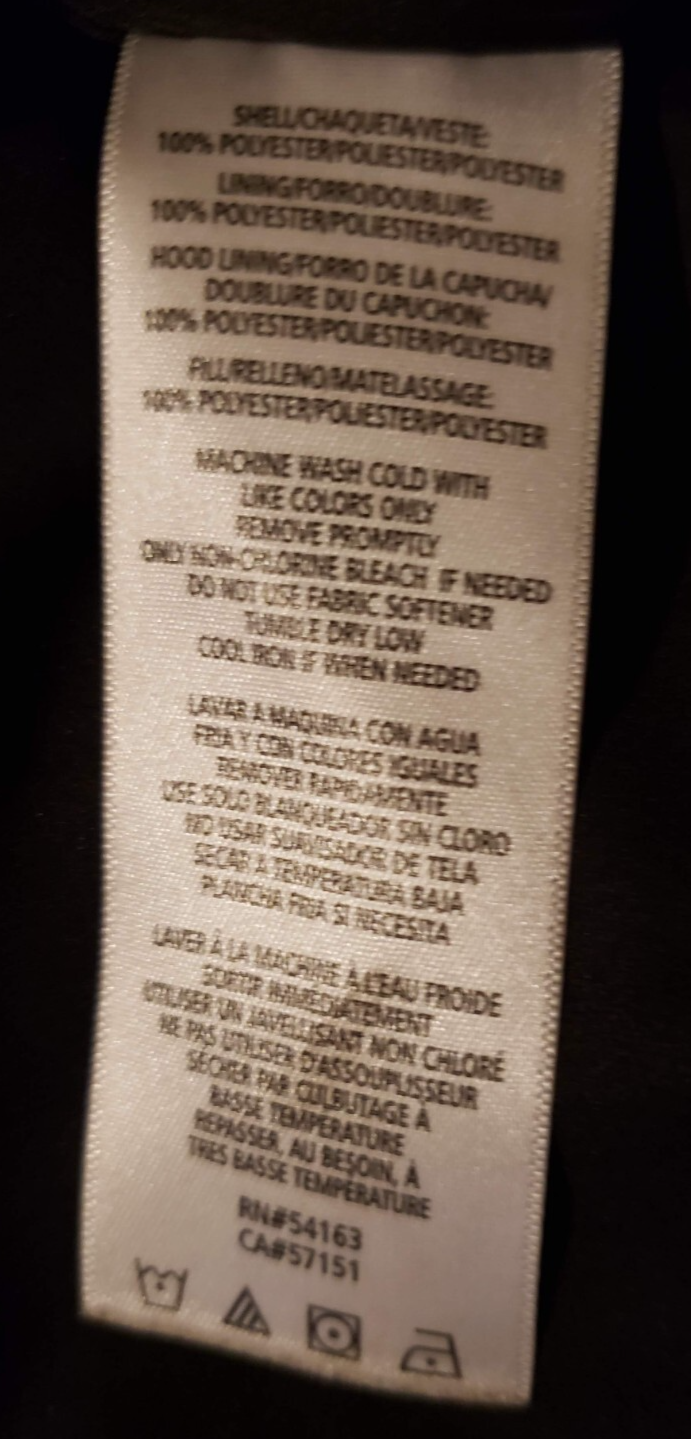 SHELL/CHAQUETA/VESTE:
100% POLYESTER/POLIESTER/POLYESTER
LINING/FORRO/DOUBLURE:
100% POLYESTER/POLIESTER/POLYESTER
HOOD LINING/FORRO DE LA CAPUCHA/
DOUBLURE DU CAPUCHON:
100% POLYESTER/POLIESTER/POLYESTER
FILL/RELLENO/MATELASSAGE:
100% POLYESTER/POLIESTER/POLYESTER
MACHINE WASH COLD WITH
LIKE COLORS ONLY
REMOVE PROMPTLY
ONLY NON-CHLORINE BLEACH IF NEEDED
DO NOT USE FABRIC SOFTENER
TUMBLE DRY LOW
COOL IRON IF WHEN NEEDED
LAVAR A MAQUINA CON AGUA
FRIA Y CON COLORES IGUALES
REMOVER RAPIDAMENTE
USE SOLO BLANQUEADOR SIN CLORO
NO USAR SUAVISADOR DE TELA
SECAR A TEMPERATURA BAJA
PLANCHA FRIA SI NECESITA
LAVER À LA MACHINE À L'EAU FROIDE
SORTIR IMMEDIATEMENT
UTILISER UN JAVELLISANT NON CHLORÉ
NE PAS UTILISER D'ASSOUPLISSEUR
SÉCHER PAR CULBUTAGE À
BASSE TEMPERATURE
REPASSER, AU BESOIN, À
TRES BASSE TEMPÉRATURE
RN#54163
CA#57151